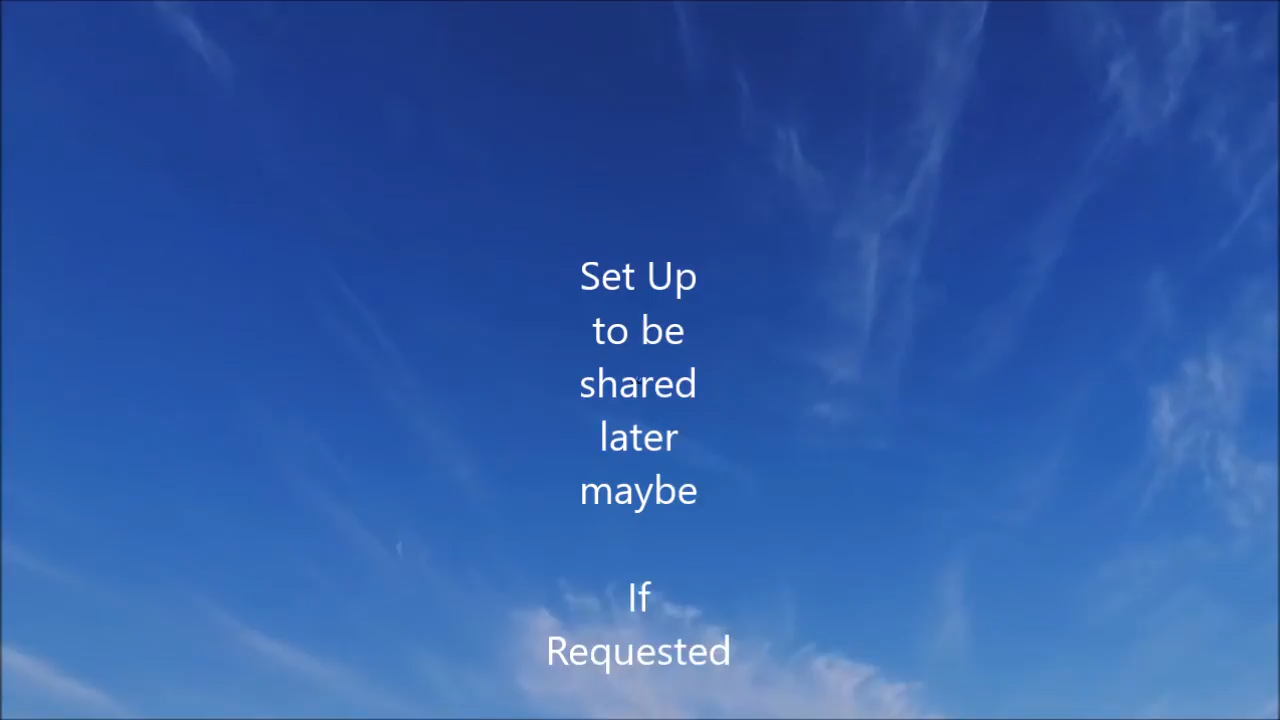 Set Up
to be
shared
later
maybe
If
Requested